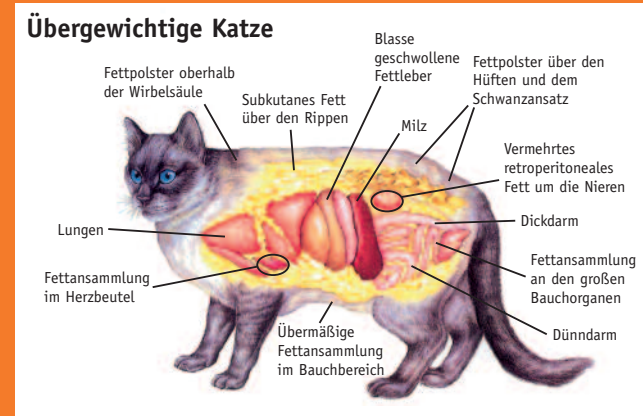 Übergewichtige Katze
Blasse
geschwollene
Fettleber
Fettpolster über den
Hüften und dem
Schwanzansatz
Fettpolster oberhalb
der Wirbelsäule
Subkutanes Fett
über den Rippen
Milz
Vermehrtes
retroperitoneales
Fett um die Nieren
Lungen
Dickdarm
Fettansammlung
im Herzbeutel
Fettansammlung
an den großen
Bauchorganen
Übermäßige
Fettansammlung
im Bauchbereich
Dünndarm